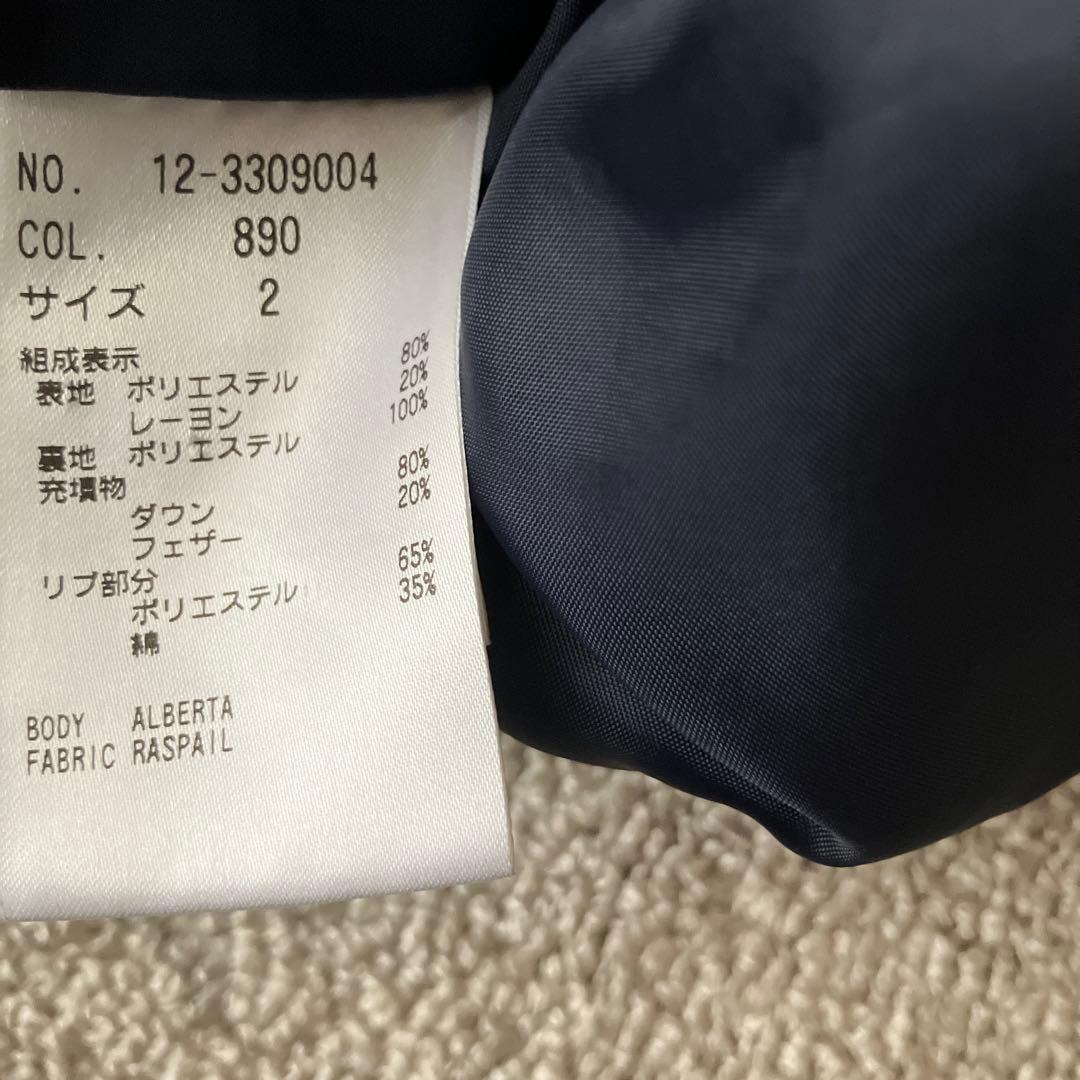 NO. 12-3309004
COL. 890
サイズ 2
組成表示
表地 ポリエステル 80%
レーヨン 20%
裏地 ポリエステル 100%
充填物
ダウン 80%
フェザー 20%
リブ部分
ポリエステル 65%
綿 35%
BODY ALBERTA
FABRIC RASPAIL